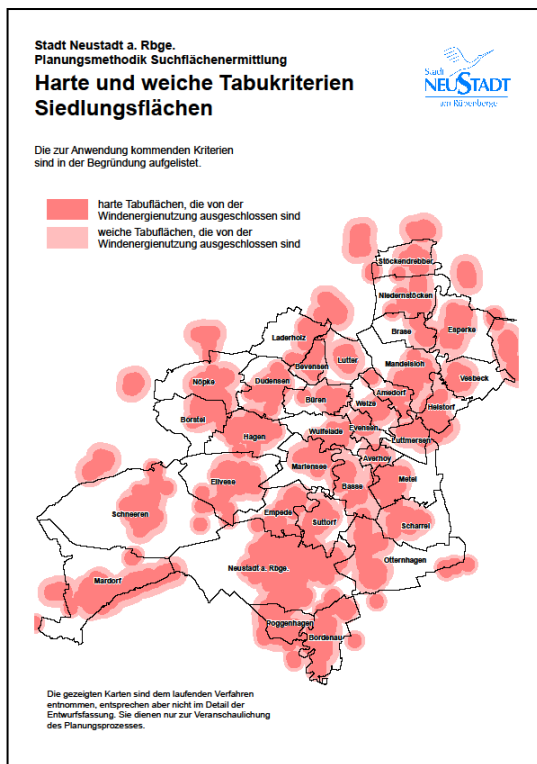 Stadt Neustadt a. Rbge.
Planungsmethodik Suchflächenermittlung
Harte und weiche Tabukriterien
Siedlungsflächen
Stadt
NEUSTADT
am Rübenberge
Die zur Anwendung kommenden Kriterien
sind in der Begründung aufgelistet.
harte Tabuflächen, die von der
Windenergienutzung ausgeschlossen sind
weiche Tabuflächen, die von der
Windenergienutzung ausgeschlossen sind
Stöckendrebber
Niedernstöcken
Brase
Esperke
Laderholz
Bevensen
Lutter
Mandelsloh
Vesbeck
Nöpke
Dudensen
Büren
Amedorf
Welze
Helstorf
Borstel
Hagen
Wulfelade
Evensen
Luttmersen
Mariensee
Averhoy
Basse
Metel
Eilvese
Schneeren
Empede
Suttorf
Scharrel
Neustadt a. Rbge.
Otternhagen
Mardorf
Poggenhagen
Bordenau
Die gezeigten Karten sind dem laufenden Verfahren
entnommen, entsprechen aber nicht im Detail der
Entwurfsfassung. Sie dienen nur zur Veranschaulichung
des Planungsprozesses.